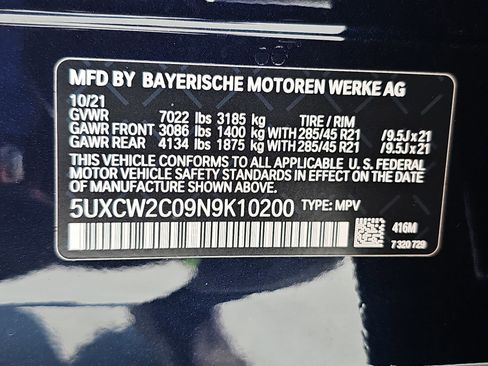 MFD BY BAYERISCHE MOTOREN WERKE AG
10/21
GVWR 7022 lbs 3185 kg TIRE / RIM
GAWR FRONT 3086 lbs 1400 kg WITH 285/45 R21 /9.5J x 21
GAWR REAR 4134 lbs 1875 kg WITH 285/45 R21 /9.5J x 21
THIS VEHICLE CONFORMS TO ALL APPLICABLE U. S. FEDERAL
MOTOR VEHICLE SAFETY STANDARDS IN EFFECT ON THE
DATE OF MANUFACTURE SHOWN ABOVE.
5UXCW2C09N9K10200 TYPE: MPV
416M
7 320 729